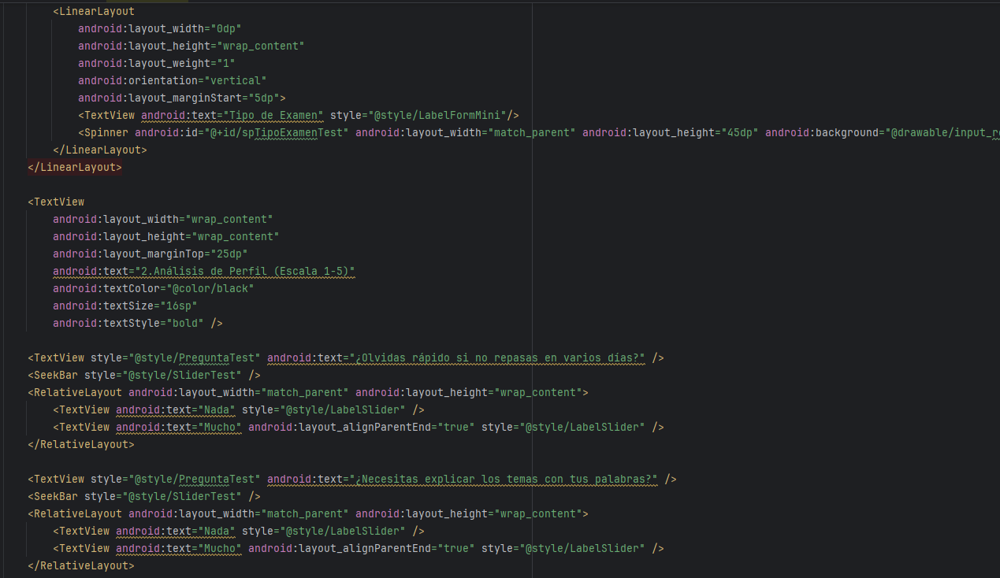 <LinearLayout
android:layout_width="0dp"
android:layout_height="wrap_content"
android:layout_weight="1"
android:orientation="vertical"
android:layout_marginStart="5dp">
<TextView android:text="Tipo de Examen" style="@style/LabelFormMini"/>
<Spinner android:id="@+id/spTipoExamenTest" android:layout_width="match_parent" android:layout_height="45dp" android:background="@drawable/input_r
</LinearLayout>
</LinearLayout>
<TextView
android:layout_width="wrap_content"
android:layout_height="wrap_content"
android:layout_marginTop="25dp"
android:text="2.Análisis de Perfil (Escala 1-5)"
android:textColor="@color/black"
android:textSize="16sp"
android:textStyle="bold" />
<TextView style="@style/PreguntaTest" android:text="¿Olvidas rápido si no repasas en varios días?" />
<SeekBar style="@style/SliderTest" />
<RelativeLayout android:layout_width="match_parent" android:layout_height="wrap_content">
<TextView android:text="Nada" style="@style/LabelSlider" />
<TextView android:text="Mucho" android:layout_alignParentEnd="true" style="@style/LabelSlider" />
</RelativeLayout>
<TextView style="@style/PreguntaTest" android:text="¿Necesitas explicar los temas con tus palabras?" />
<SeekBar style="@style/SliderTest" />
<RelativeLayout android:layout_width="match_parent" android:layout_height="wrap_content">
<TextView android:text="Nada" style="@style/LabelSlider" />
<TextView android:text="Mucho" android:layout_alignParentEnd="true" style="@style/LabelSlider" />
</RelativeLayout>